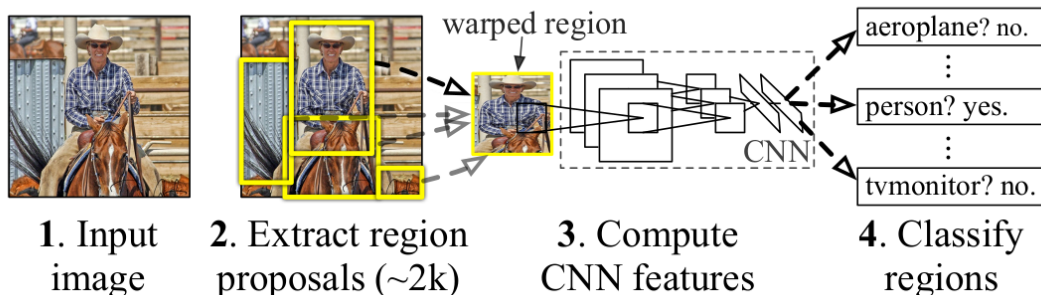 warped region
aeroplane? no.
person? yes.
CNN
tvmonitor? no.
1. Input
image
2. Extract region
proposals (~2k)
3. Compute
CNN features
4. Classify
regions